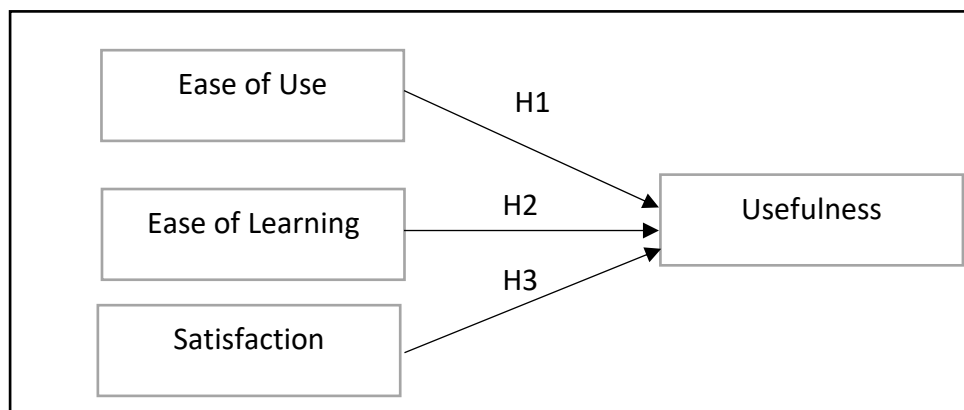 Ease of Use
H1
Ease of Learning
H2
Usefulness
H3
Satisfaction